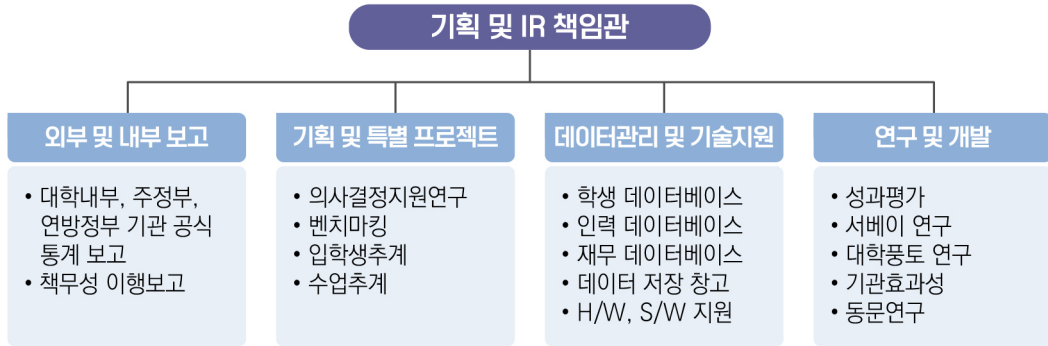 기획 및 IR 책임관
외부 및 내부 보고
• 대학내부, 주정부,
연방정부 기관 공식
통계 보고
• 책무성 이행보고
기획 및 특별 프로젝트
• 의사결정지원연구
• 벤치마킹
• 입학생추계
• 수업추계
데이터관리 및 기술지원
• 학생 데이터베이스
• 인력 데이터베이스
• 재무 데이터베이스
• 데이터 저장 창고
• H/W, S/W 지원
연구 및 개발
• 성과평가
• 서베이 연구
• 대학풍토 연구
• 기관효과성
• 동문연구